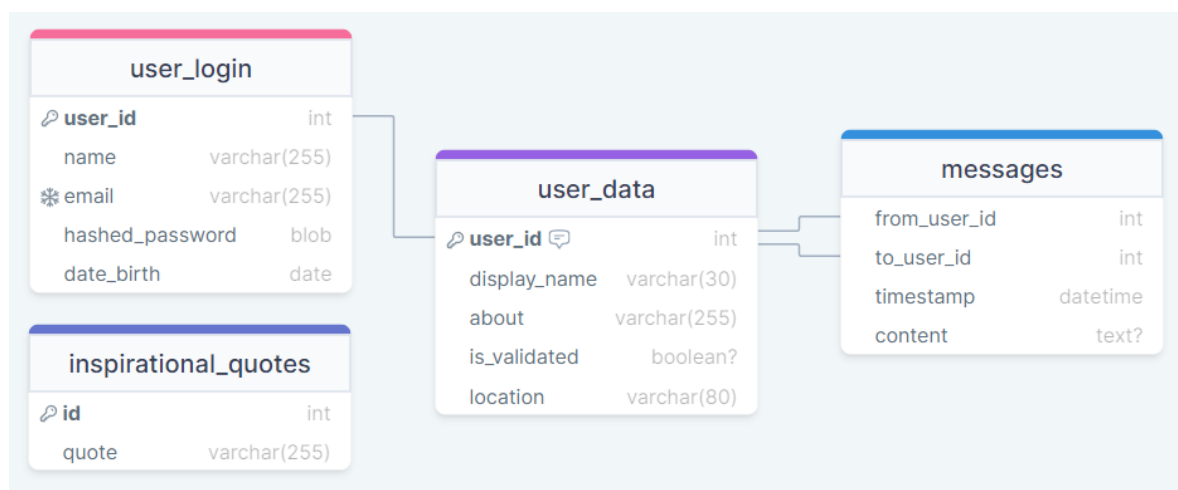 user_login
user_id int
name varchar(255)
email varchar(255)
hashed_password blob
date_birth date
inspirational_quotes
id int
quote varchar(255)
user_data
user_id int
display_name varchar(30)
about varchar(255)
is_validated boolean?
location varchar(80)
messages
from_user_id int
to_user_id int
timestamp datetime
content text?